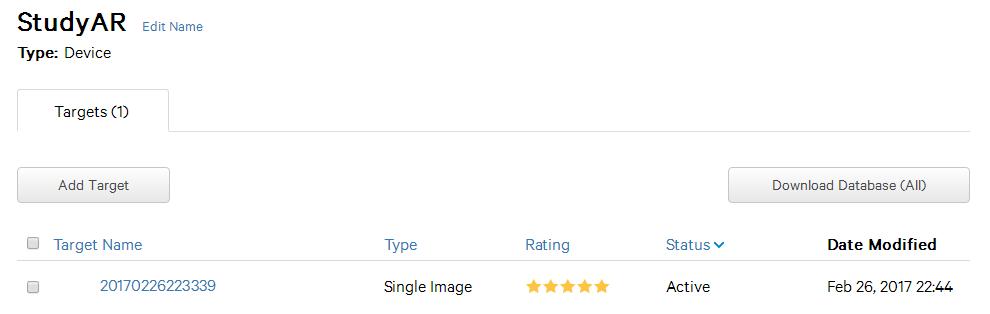 StudyAR Edit Name
Type: Device
Targets (1)
Add Target Download Database (All)
Target Name Type Rating Status Date Modified
20170226223339 Single Image Active Feb 26, 2017 22:44